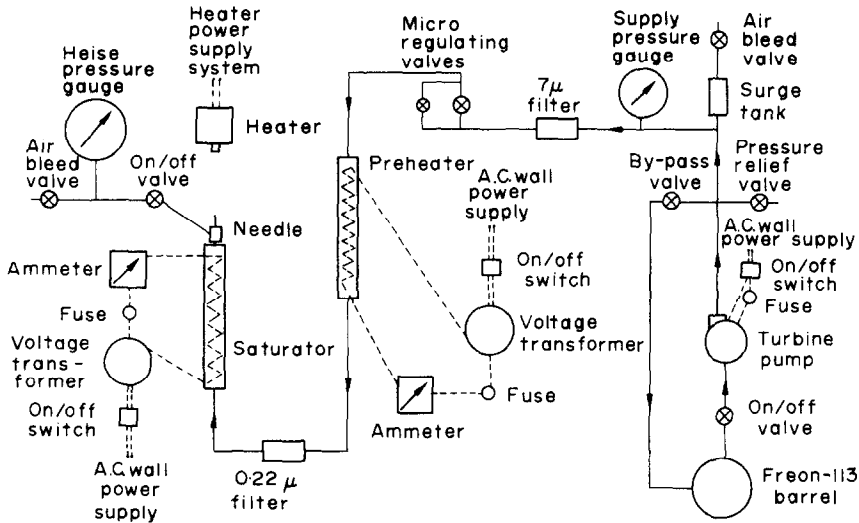 Heater
power
supply
system
Heise
pressure
gauge
Heater
Air
bleed
valve
On/off
valve
Needle
Ammeter
Fuse
Voltage
trans-
former
Saturator
On/off
switch
A.C. wall
power
supply
0·22 μ
filter
Micro
regulating
valves
Preheater
7μ
filter
Supply
pressure
gauge
Air
bleed
valve
Surge
tank
A.C. wall
power
supply
On/off
switch
Voltage
transformer
Fuse
Ammeter
By-pass
valve
Pressure
relief
valve
A.C. wall
power supply
On/off
switch
Fuse
Turbine
pump
On/off
valve
Freon-113
barrel